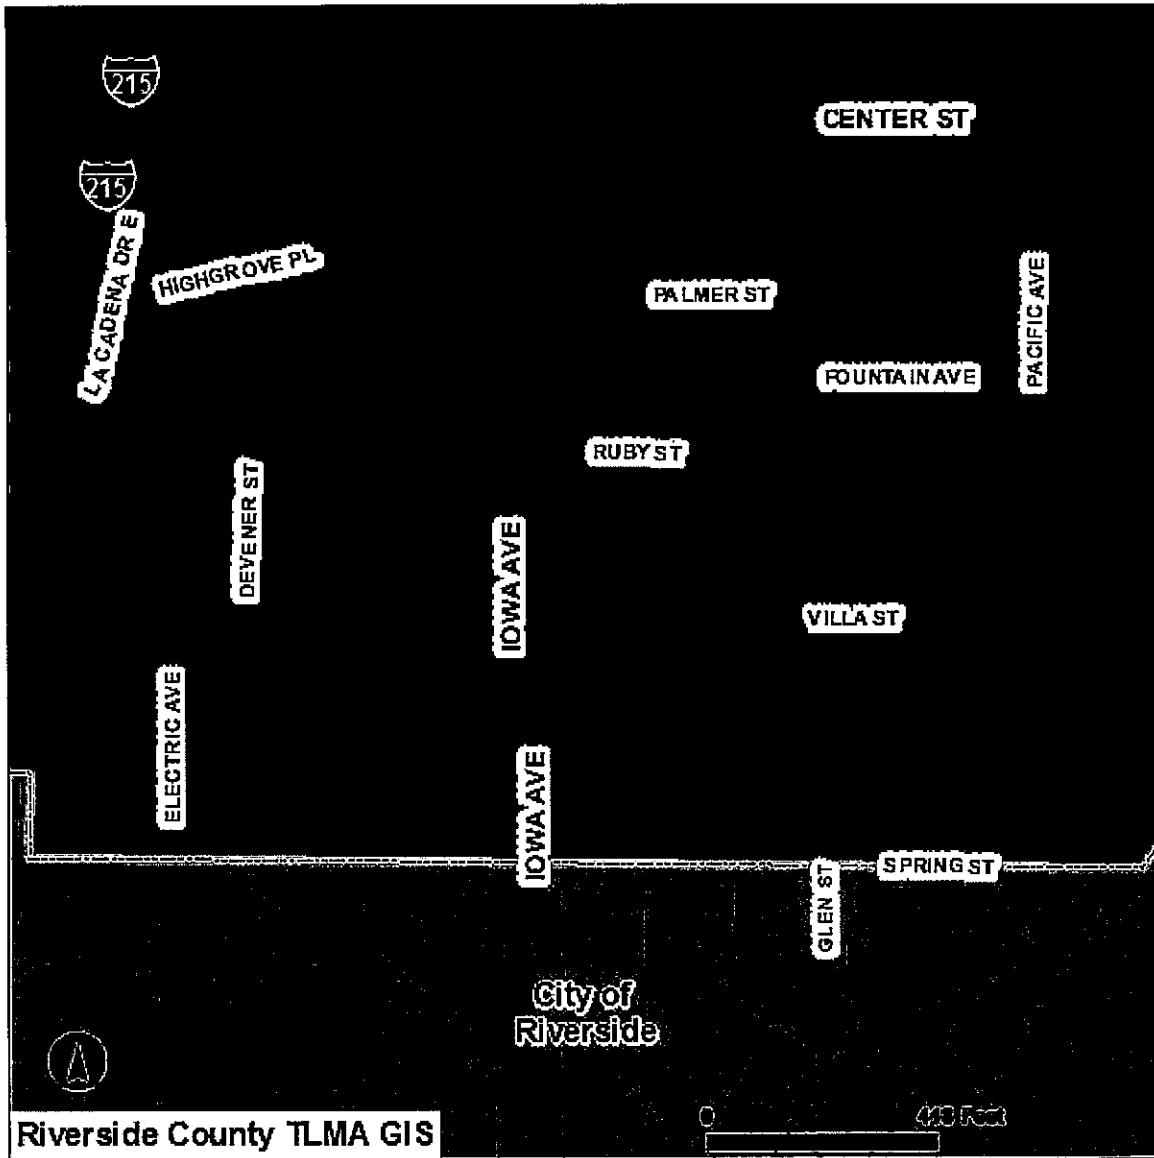 215
CENTER ST
215
LA CADENA DR E
HIGHGROVE PL
PALMER ST
PACIFIC AVE
FOUNTAIN AVE
RUBY ST
DEVENER ST
IOWA AVE
VILLA ST
ELECTRIC AVE
IOWA AVE
SPRING ST
GLEN ST
City of
Riverside
Riverside County TLMA GIS
0
Feet